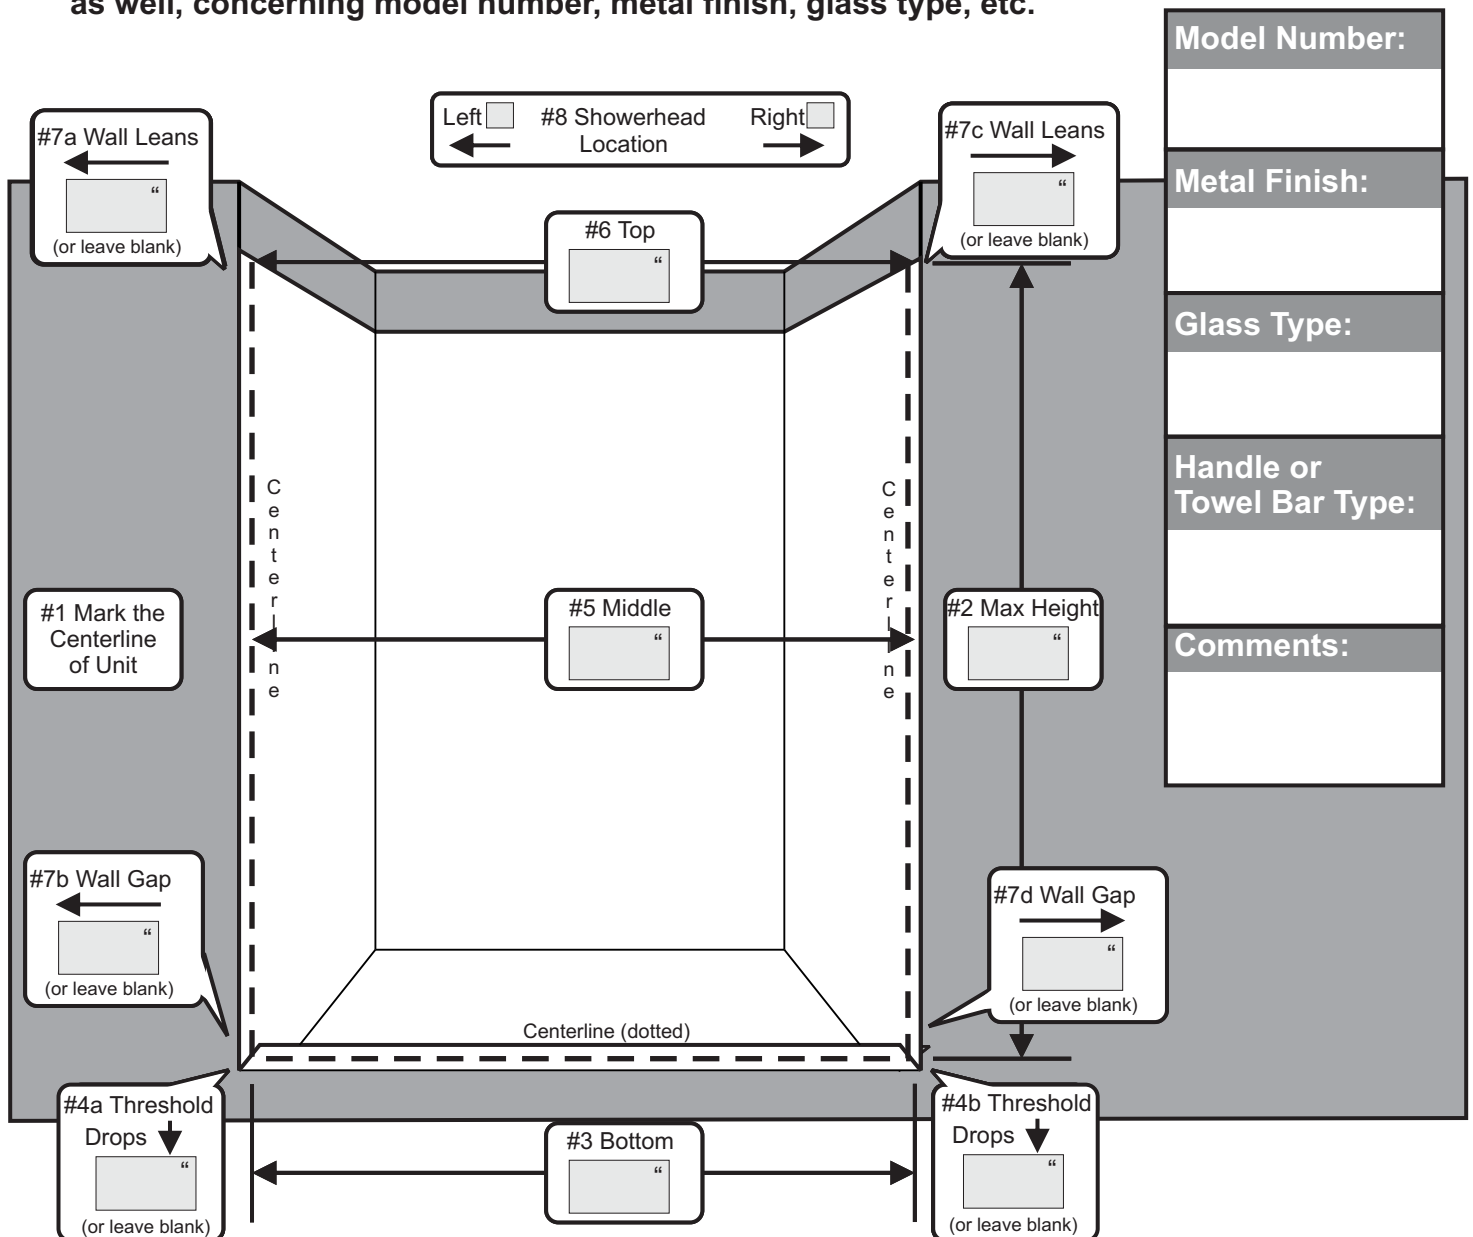 as well, concerning model number, metal finish, glass type, etc.
Model Number:
Left #8 Showerhead Right
Location
#7a Wall Leans
“
(or leave blank)
#7c Wall Leans
“
(or leave blank)
Metal Finish:
#6 Top
“
Glass Type:
Handle or
Towel Bar Type:
Centerline
Centerline
#1 Mark the
Centerline
of Unit
#5 Middle
“
#2 Max Height
“
Comments:
#7b Wall Gap
“
(or leave blank)
#7d Wall Gap
“
(or leave blank)
Centerline (dotted)
#4a Threshold
Drops
“
(or leave blank)
#3 Bottom
“
#4b Threshold
Drops
“
(or leave blank)